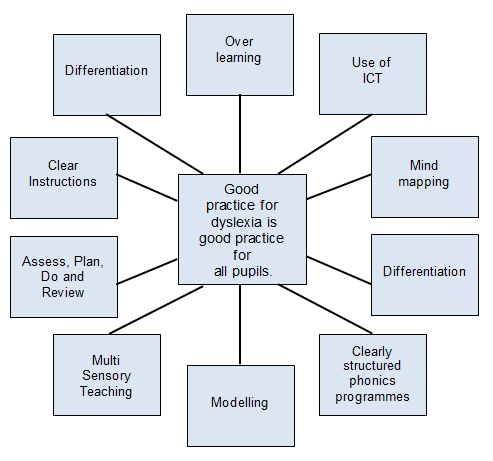 Over
learning
Use of
ICT
Differentiation
Clear
Instructions
Mind
mapping
Good
practice for
dyslexia is
good practice
for
all pupils.
Assess, Plan,
Do and
Review
Differentiation
Multi
Sensory
Teaching
Modelling
Clearly
structured
phonics
programmes